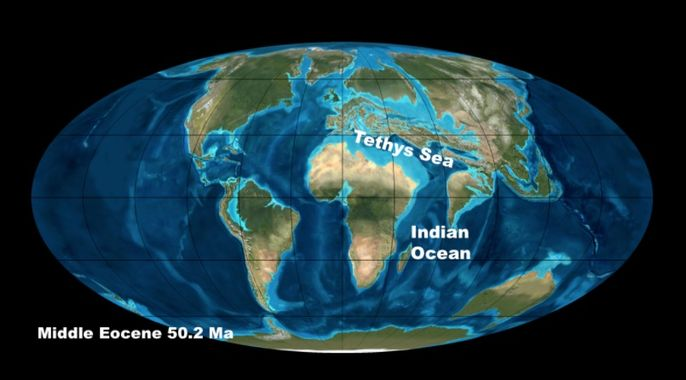 Tethys Sea
Indian
Ocean
Middle Eocene 50.2 Ma